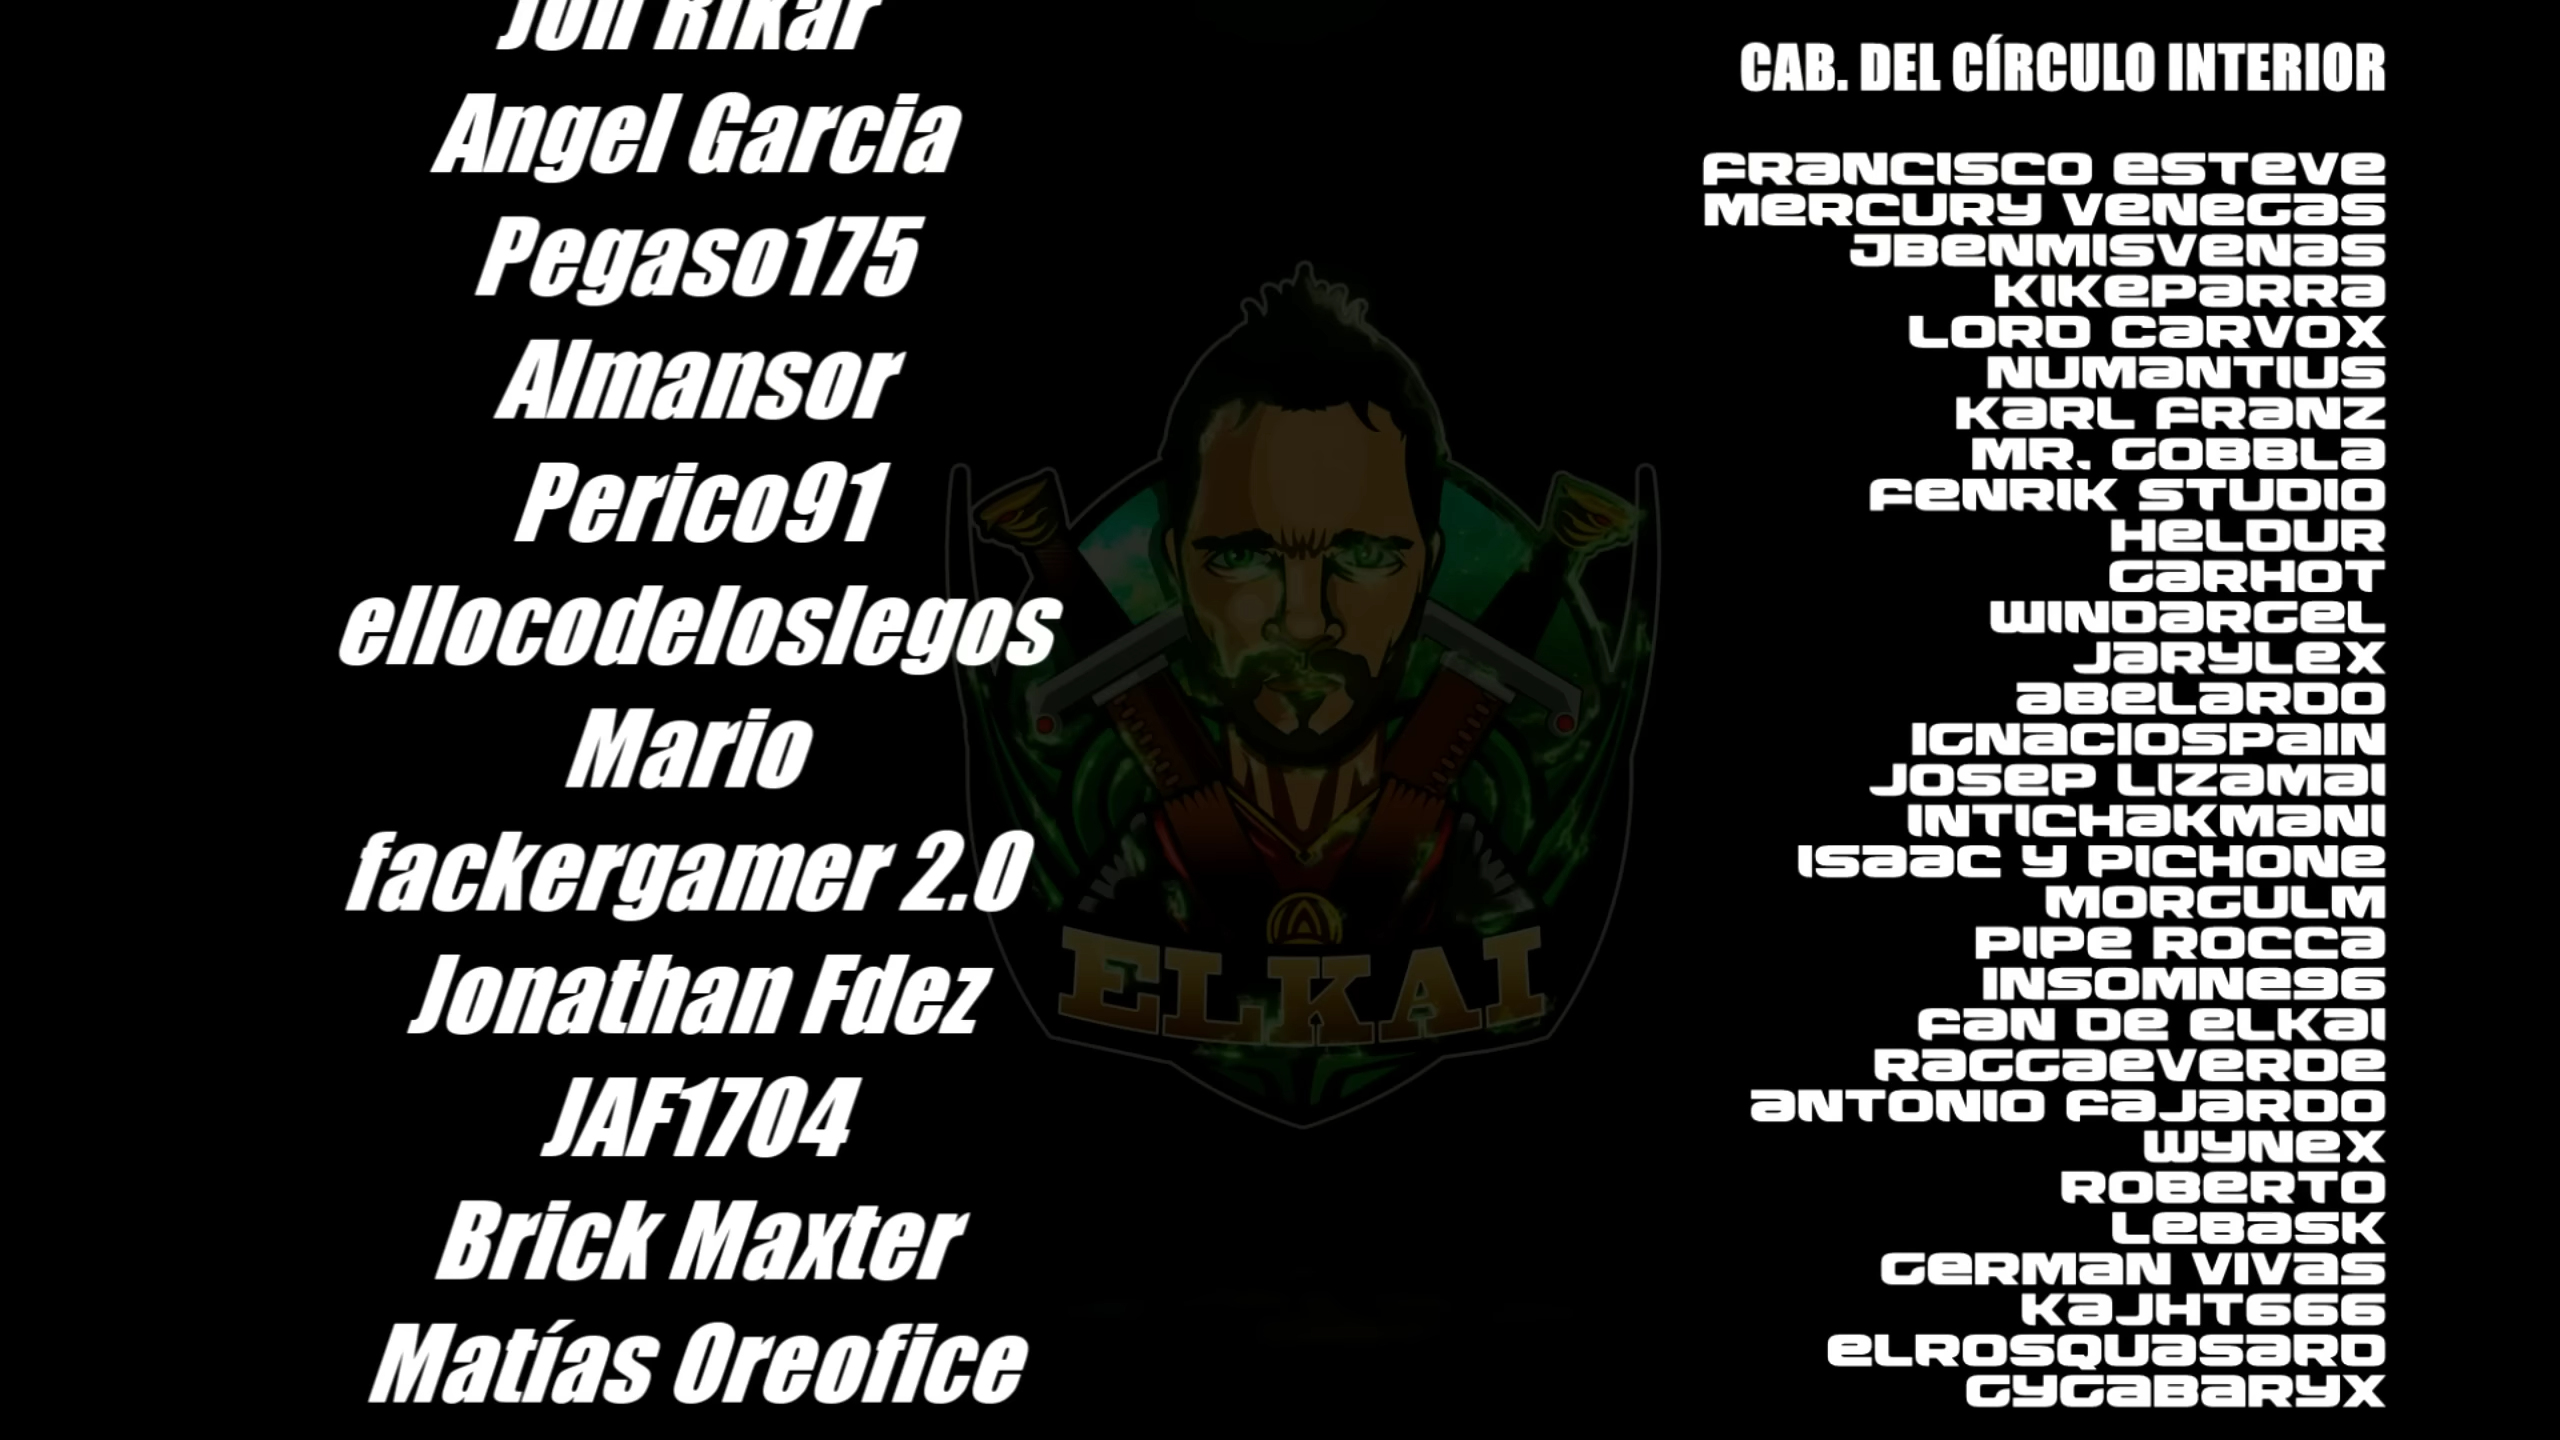 Jon Rikar
Angel Garcia
Pegaso175
Almansor
Perico91
ellocodeloslegos
Mario
fackergamer 2.0
Jonathan Fdez
JAF1704
Brick Maxter
Matías Oreofice
ELKAI
CAB. DEL CÍRCULO INTERIOR
FRANCISCO ESTEVE
MERCURY VENEGAS
JBENMISVENAS
KIKEPARRA
LORD CARVOX
NUMANTIUS
KARL FRANZ
MR. GOBBLA
FENRIK STUDIO
HELDUR
GARHOT
WINDARGEL
JARYLEX
ABELARDO
IGNACIOSPAIN
JOSEP LIZAMAI
INTICHAKMANI
ISAAC Y PICHONE
MORGULM
PIPE ROCCA
INSOMNE96
FAN DE ELKAI
RAGGAEVERDE
ANTONIO FAJARDO
WYNEX
ROBERTO
LEBASK
GERMAN VIVAS
KAJHT666
ELROSQUASARD
GYGABARYX